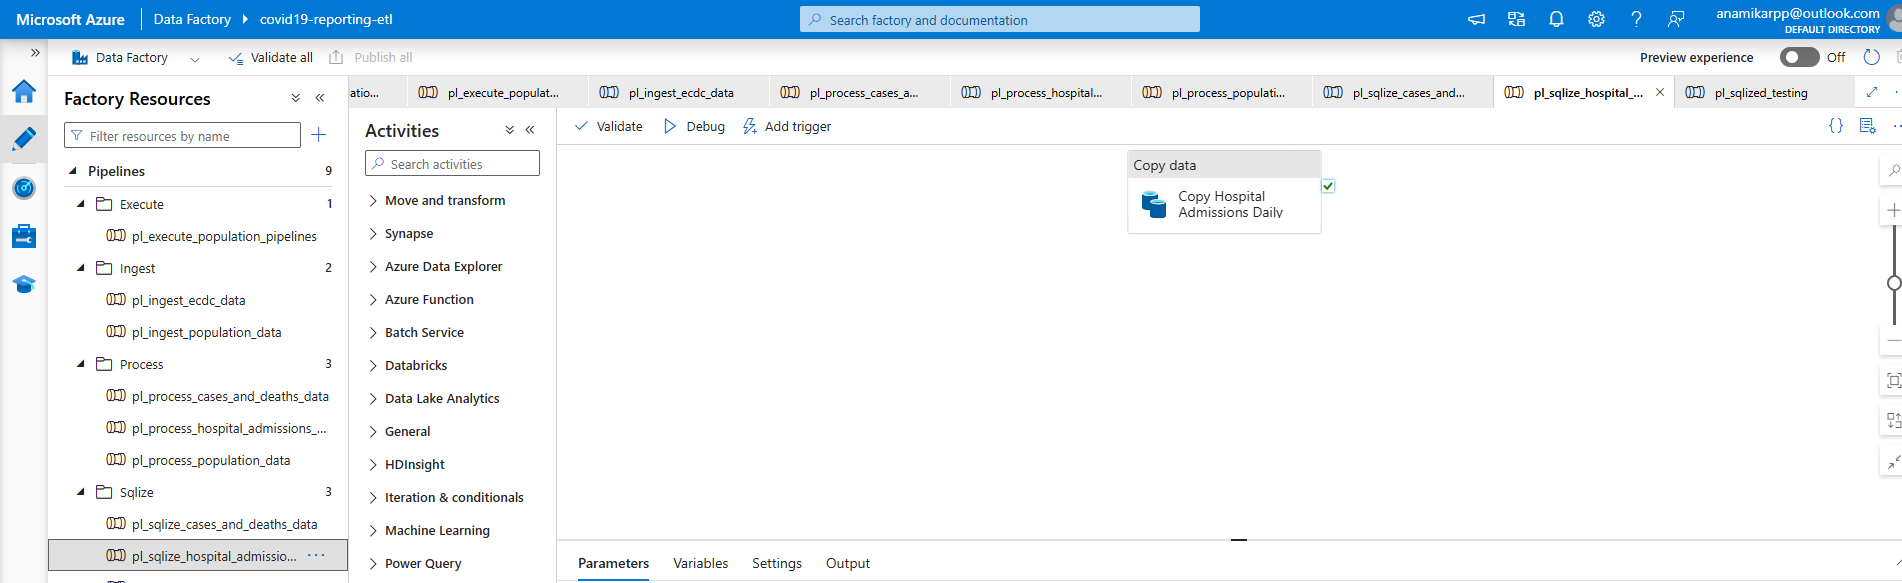 Microsoft Azure
Data Factory
covid19-reporting-etl
Search factory and documentation
anamikarpp@outlook.com
DEFAULT DIRECTORY
Data Factory
Validate all
Publish all
Preview experience
Off
Factory Resources
Filter resources by name
Pipelines 9
Execute 1
pl_execute_population_pipelines
Ingest 2
pl_ingest_ecdc_data
pl_ingest_population_data
Process 3
pl_process_cases_and_deaths_data
pl_process_hospital_admissions_...
pl_process_population_data
Sqlize 3
pl_sqlize_cases_and_deaths_data
pl_sqlize_hospital_admissio...
atio...
pl_execute_populat...
pl_ingest_ecdc_data
pl_process_cases_a...
pl_process_hospital...
pl_process_populati...
pl_sqlize_cases_and...
pl_sqlize_hospital_...
pl_sqlized_testing
Activities
Search activities
Move and transform
Synapse
Azure Data Explorer
Azure Function
Batch Service
Databricks
Data Lake Analytics
General
HDInsight
Iteration & conditionals
Machine Learning
Power Query
Validate
Debug
Add trigger
Copy data
Copy Hospital
Admissions Daily
Parameters
Variables
Settings
Output